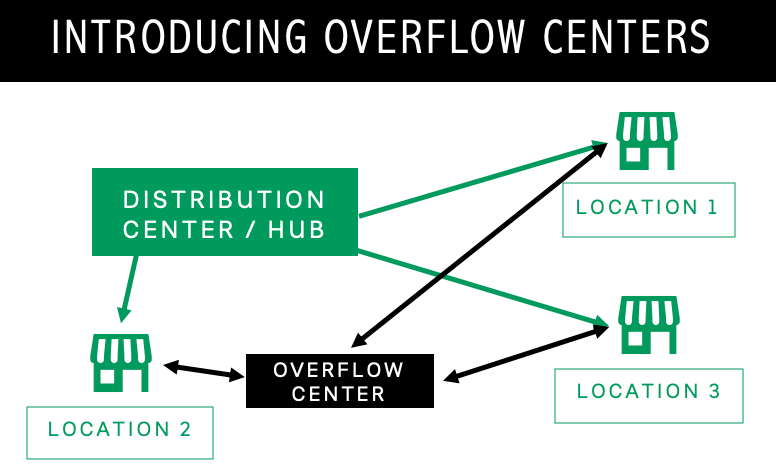 INTRODUCING OVERFLOW CENTERS
DISTRIBUTION
CENTER / HUB
LOCATION 1
OVERFLOW
CENTER
LOCATION 3
LOCATION 2